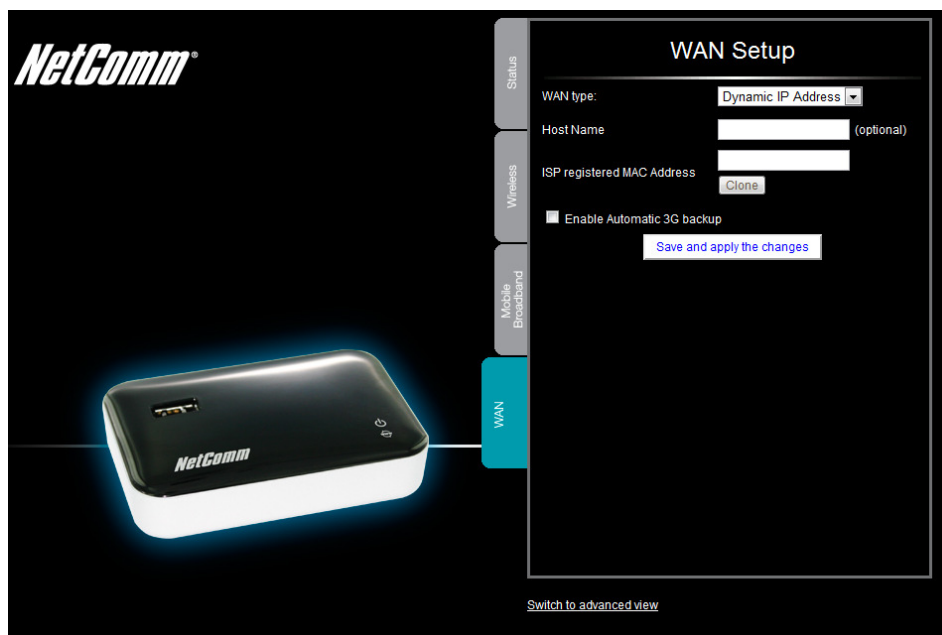 NetComm®
Status
Wireless
Mobile
Broadband
WAN
WAN Setup
WAN type: Dynamic IP Address
Host Name (optional)
ISP registered MAC Address
Clone
Enable Automatic 3G backup
Save and apply the changes
NetComm
Switch to advanced view